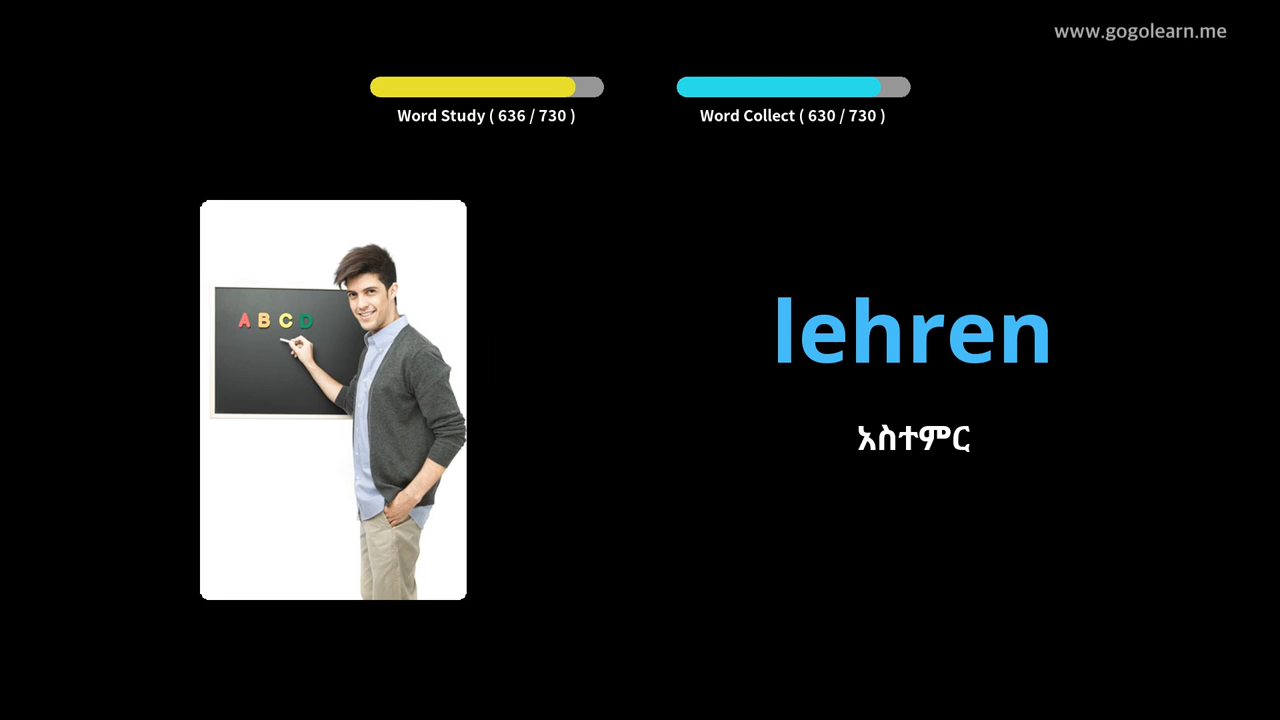 www.gogolearn.me
Word Study ( 636 / 730 )
Word Collect ( 630 / 730 )
A B C D
lehren
አስተምር